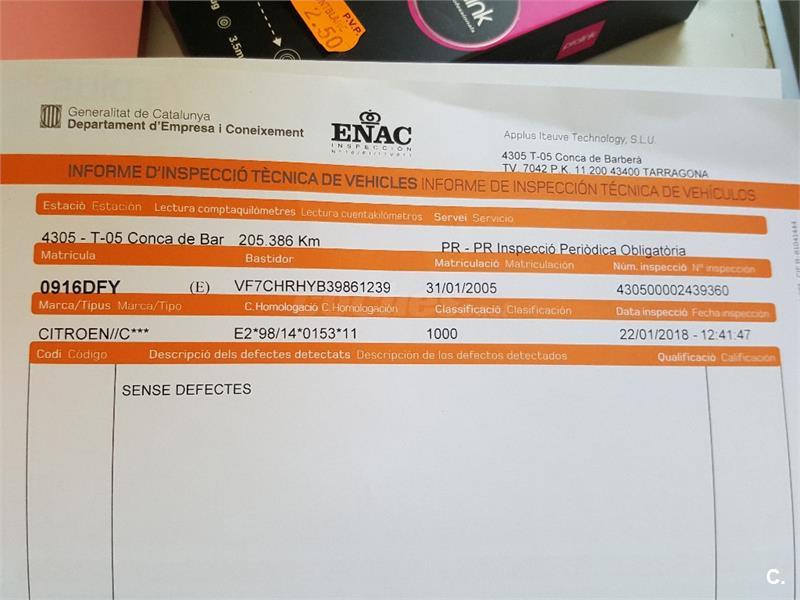 3.5m
P.V.P.
2.50
prolink
prolink
Generalitat de Catalunya
Departament d'Empresa i Coneixement
ENAC
INSPECCIÓN
Applus Iteuve Technology, S.L.U.
4305 T-05 Conca de Barberà
TV 7042 P.K. 11.200 43400 TARRAGONA
INFORME D'INSPECCIÓ TÈCNICA DE VEHICLES INFORME DE INSPECCIÓN TÉCNICA DE VEHÍCULOS
Estació Estación Lectura comptaquilòmetres Lectura cuentakilómetros Servei Servicio
4305 - T-05 Conca de Bar 205.386 Km PR - PR Inspecció Periòdica Obligatòria
Matrícula Bastidor Matriculació Matriculación Núm. inspecció Nº inspección
0916DFY (E) VF7CHRHYB39861239 31/01/2005 430500002439360
Marca/Tipus Marca/Tipo C. Homologació C. Homologación Classificació Clasificación Data inspecció Fecha inspección
CITROEN//C*** E2*98/14*0153*11 1000 22/01/2018 - 12:41:47
Codi Código Descripció dels defectes detectats Descripción de los defectos detectados Qualificació Calificación
SENSE DEFECTES
C.